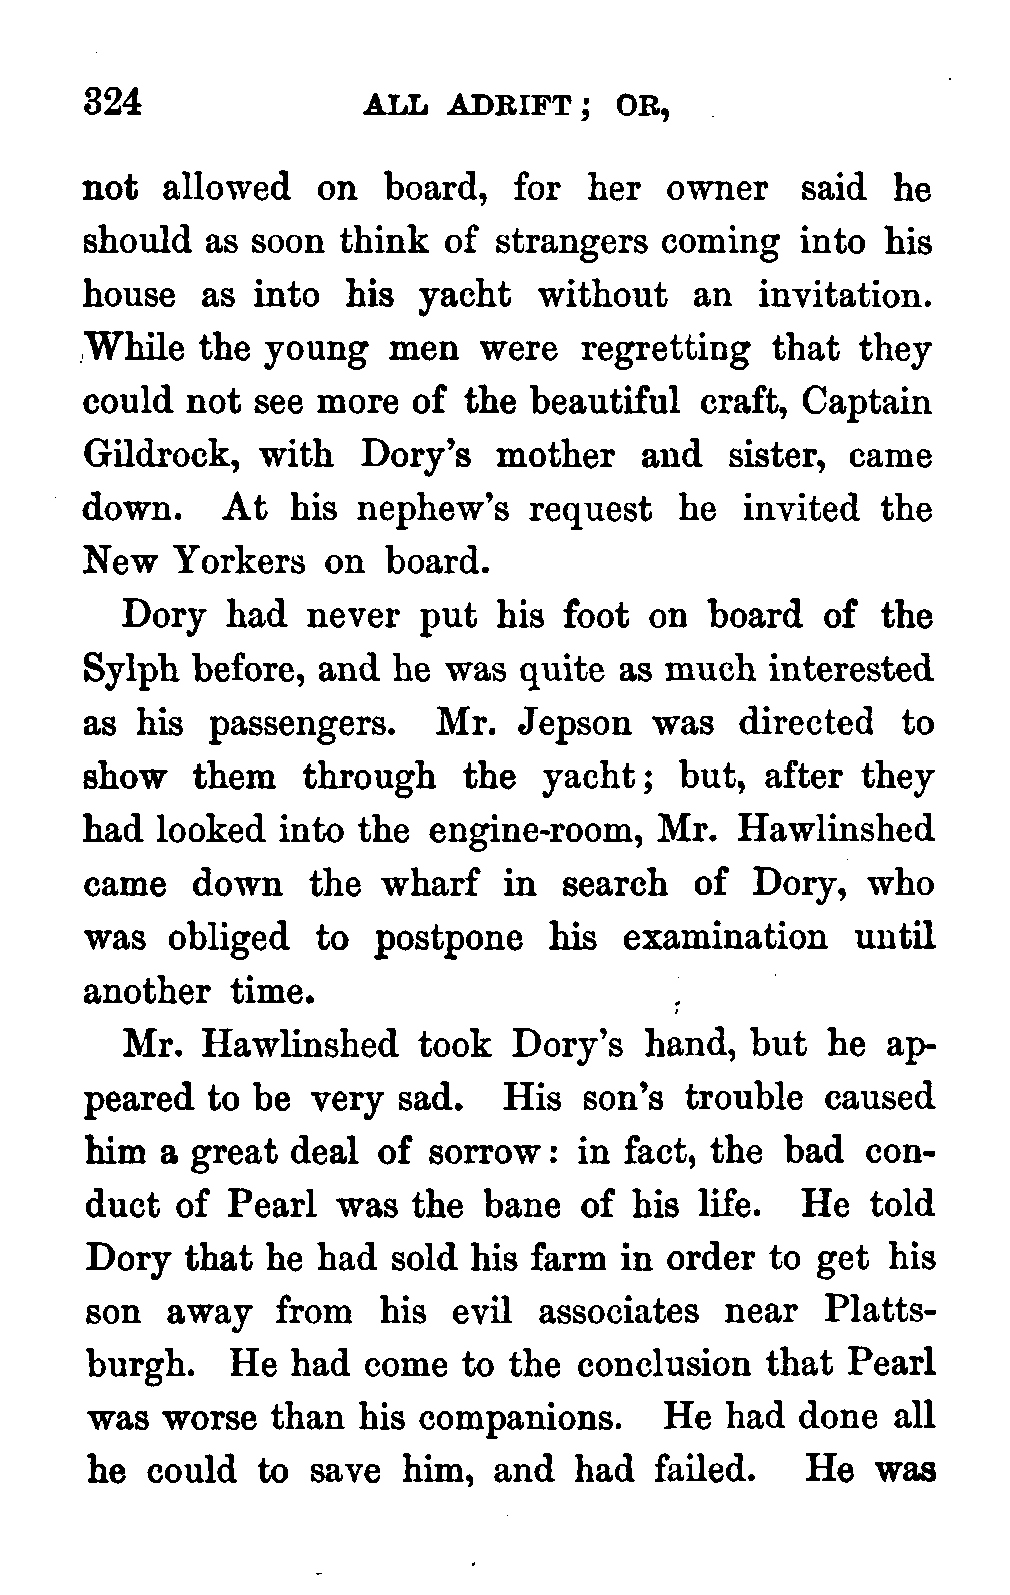 324 ALL ADRIFT; OR,
not allowed on board, for her owner said he
should as soon think of strangers coming into his
house as into his yacht without an invitation.
While the young men were regretting that they
could not see more of the beautiful craft, Captain
Gildrock, with Dory's mother and sister, came
down. At his nephew's request he invited the
New Yorkers on board.
Dory had never put his foot on board of the
Sylph before, and he was quite as much interested
as his passengers. Mr. Jepson was directed to
show them through the yacht; but, after they
had looked into the engine-room, Mr. Hawlinshed
came down the wharf in search of Dory, who
was obliged to postpone his examination until
another time.
Mr. Hawlinshed took Dory's hand, but he ap-
peared to be very sad. His son's trouble caused
him a great deal of sorrow: in fact, the bad con-
duct of Pearl was the bane of his life. He told
Dory that he had sold his farm in order to get his
son away from his evil associates near Platts-
burgh. He had come to the conclusion that Pearl
was worse than his companions. He had done all
he could to save him, and had failed. He was